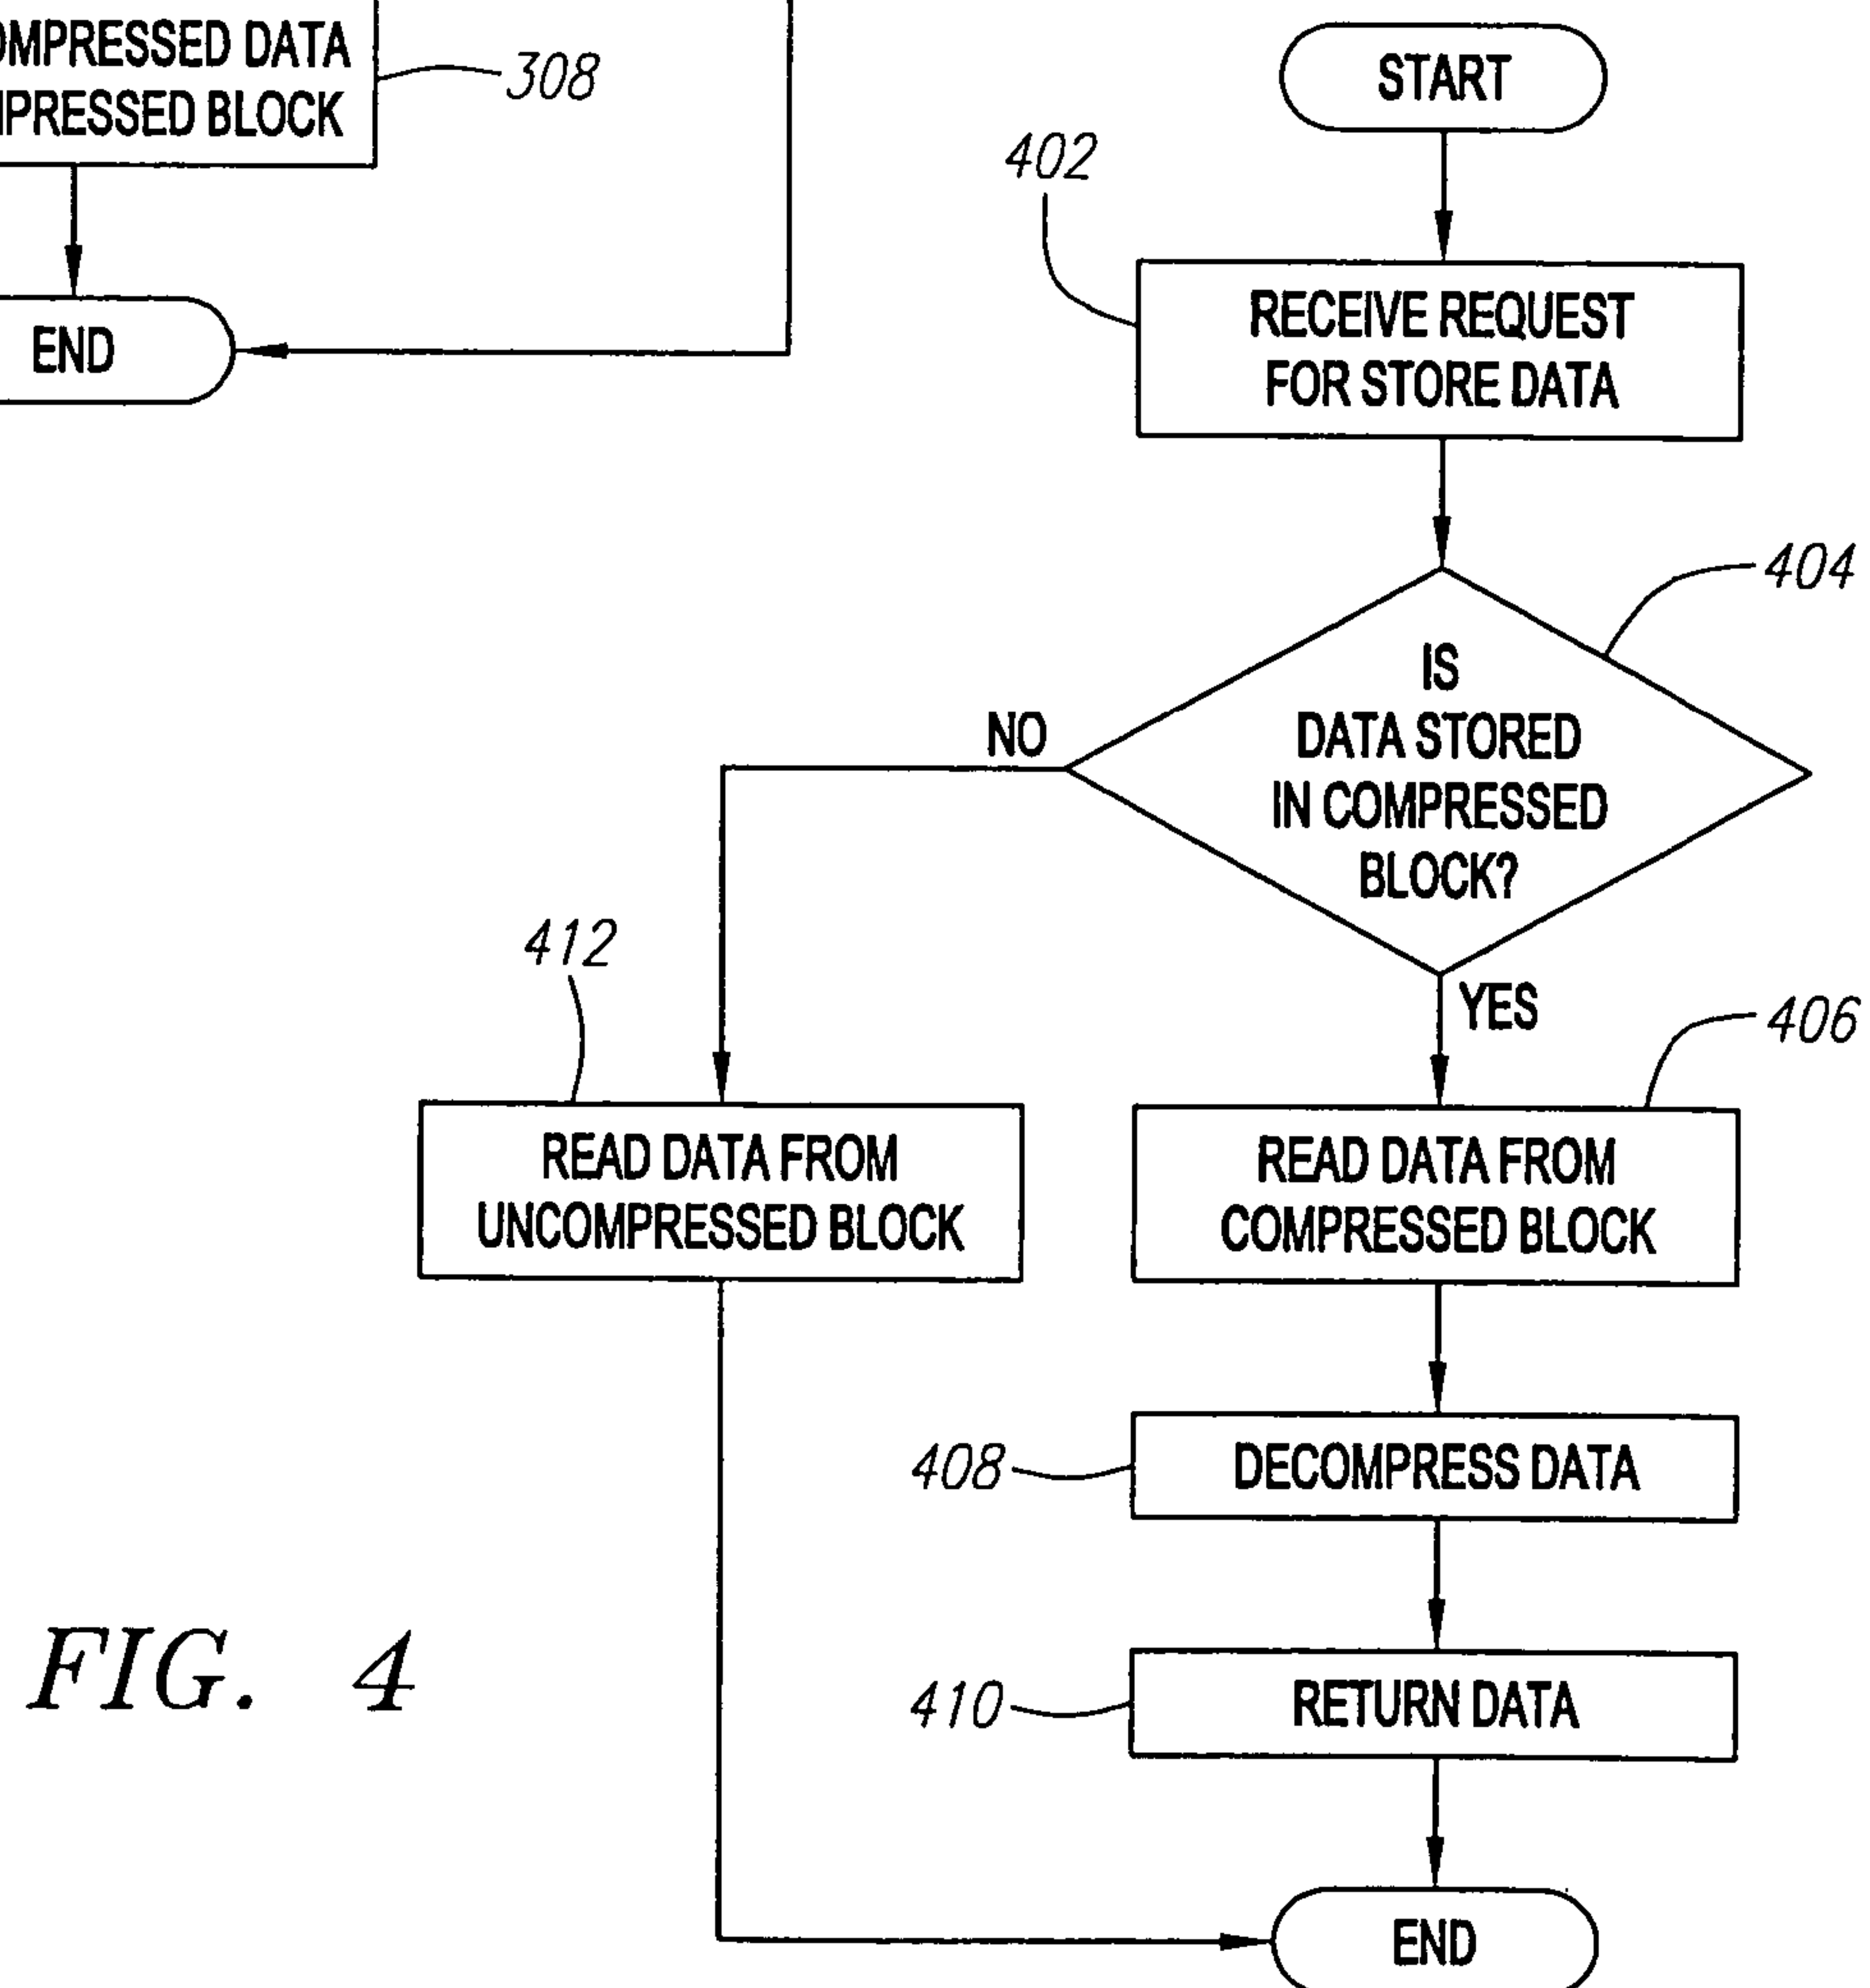 DATA
308
BLOCK
END
START
402
RECEIVE REQUEST
FOR STORE DATA
404
IS
DATA STORED
IN COMPRESSED
BLOCK?
NO
YES
412
406
READ DATA FROM
UNCOMPRESSED BLOCK
READ DATA FROM
COMPRESSED BLOCK
408
DECOMPRESS DATA
410
RETURN DATA
END
FIG. 4